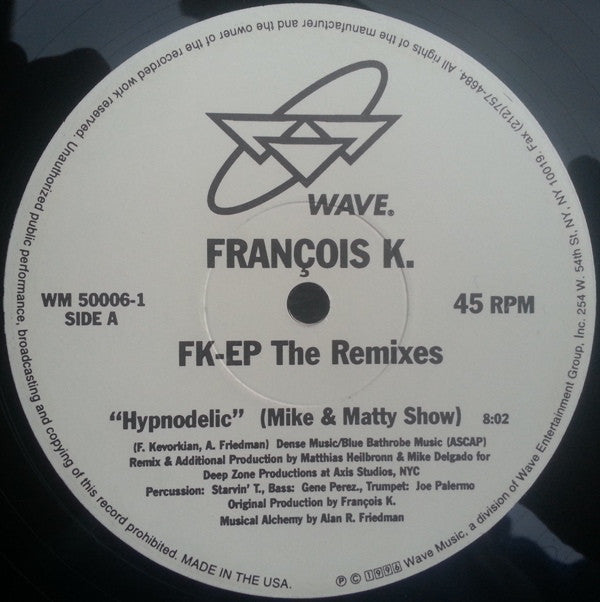 WAVE®
FRANÇOIS K.
WM 50006-1
SIDE A
45 RPM
FK-EP The Remixes
“Hypnodelic” (Mike & Matty Show) 8:02
(F. Kevorkian, A. Friedman) Dense Music/Blue Bathrobe Music (ASCAP)
Remix & Additional Production by Matthias Heilbronn & Mike Delgado for
Deep Zone Productions at Axis Studios, NYC
Percussion: Starvin' T., Bass: Gene Perez., Trumpet: Joe Palermo
Original Production by François K.
Musical Alchemy by Alan R. Friedman
℗ © 1996 Wave Music, a division of Wave Entertainment Group, Inc. 254 W. 54th St., NY, NY 10019, Fax (212)757-4684. All rights of the manufacturer and the owner of the recorded work reserved. Unauthorized public performance, broadcasting and copying of this record prohibited. MADE IN THE USA.